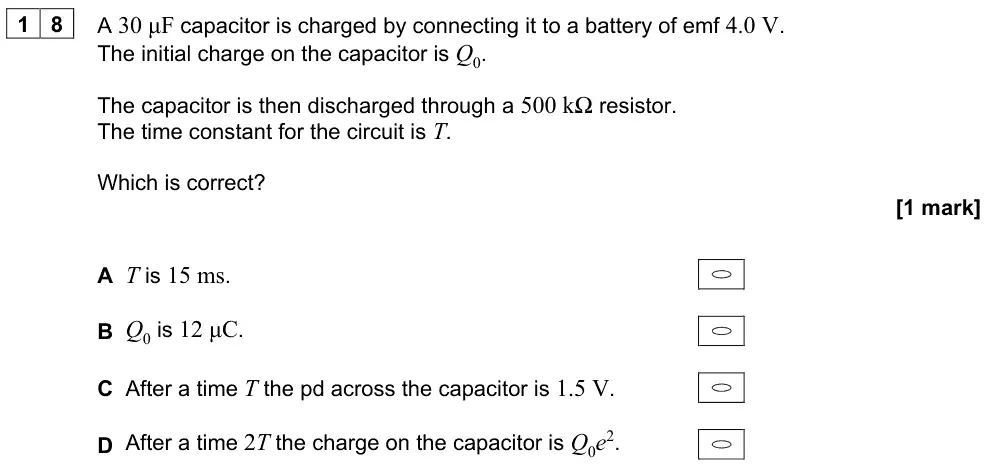 1 8 A 30 μF capacitor is charged by connecting it to a battery of emf 4.0 V.
The initial charge on the capacitor is Q₀.
The capacitor is then discharged through a 500 kΩ resistor.
The time constant for the circuit is T.
Which is correct?
[1 mark]
A T is 15 ms.
B Q₀ is 12 μC.
C After a time T the pd across the capacitor is 1.5 V.
D After a time 2T the charge on the capacitor is Q₀e².